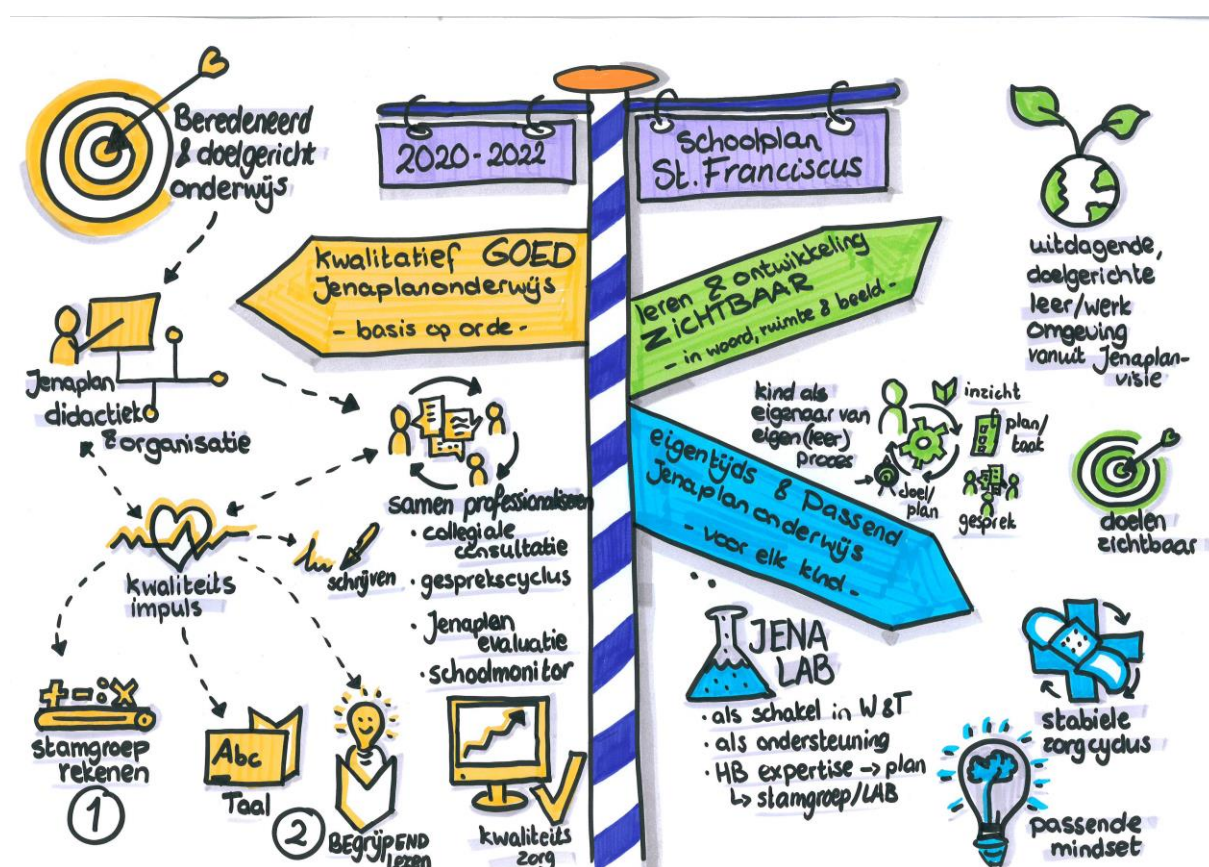 Beredeneerd
& doelgericht
onderwijs
2020-2022
Schoolplan
St. Franciscus
kwalitatief GOED
Jenaplanonderwijs
- basis op orde -
leren & ontwikkeling
ZICHTBAAR
- in woord, ruimte & beeld -
eigentijds & Passend
Jenaplanonderwijs
- voor elk kind -
uitdagende,
doelgerichte
leer/werk
omgeving
vanuit Jenaplan-
visie
Jenaplan
didactiek
& organisatie
kind als
eigenaar van
eigen (leer)
proces
inzicht
plan/
taak
gesprek
doel/
plan
doelen
zichtbaar
samen professionaliseren
· collegiale
consultatie
· gesprekscyclus
· Jenaplan
evaluatie
· schoolmonitor
kwaliteits
impuls
schrijven
+ - : x
stamgroep
rekenen
1
Abc
Taal
2
BEGRIJPEND
LEZEN
kwaliteits
zorg
JENA
LAB
· als schakel in W&T
· als ondersteuning
· HB expertise → plan
↳ stamgroep/LAB
stabiele
zorgcyclus
passende
mindset